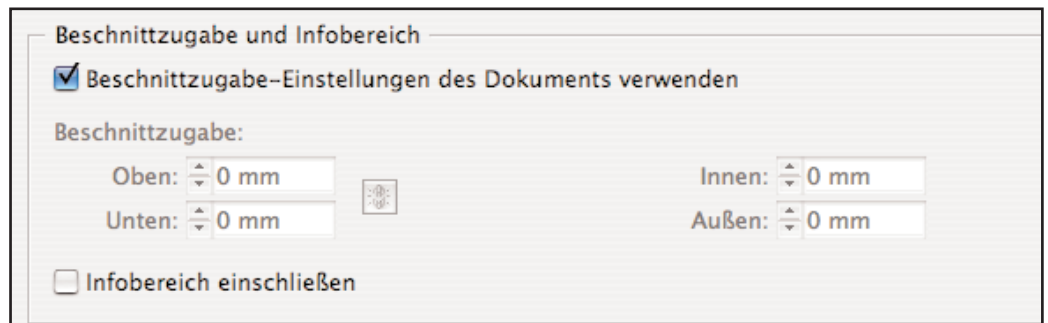 Beschnittzugabe und Infobereich
Beschnittzugabe-Einstellungen des Dokuments verwenden
Beschnittzugabe:
Oben: 0 mm Innen: 0 mm
Unten: 0 mm Außen: 0 mm
Infobereich einschließen